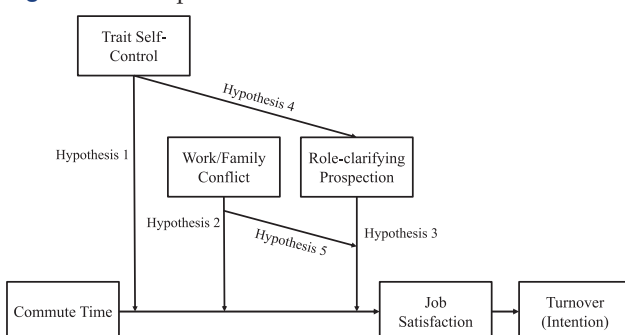 Trait Self-
Control
Hypothesis 4
Hypothesis 1
Work/Family
Conflict
Role-clarifying
Prospection
Hypothesis 2
Hypothesis 5
Hypothesis 3
Commute Time
Job
Satisfaction
Turnover
(Intention)